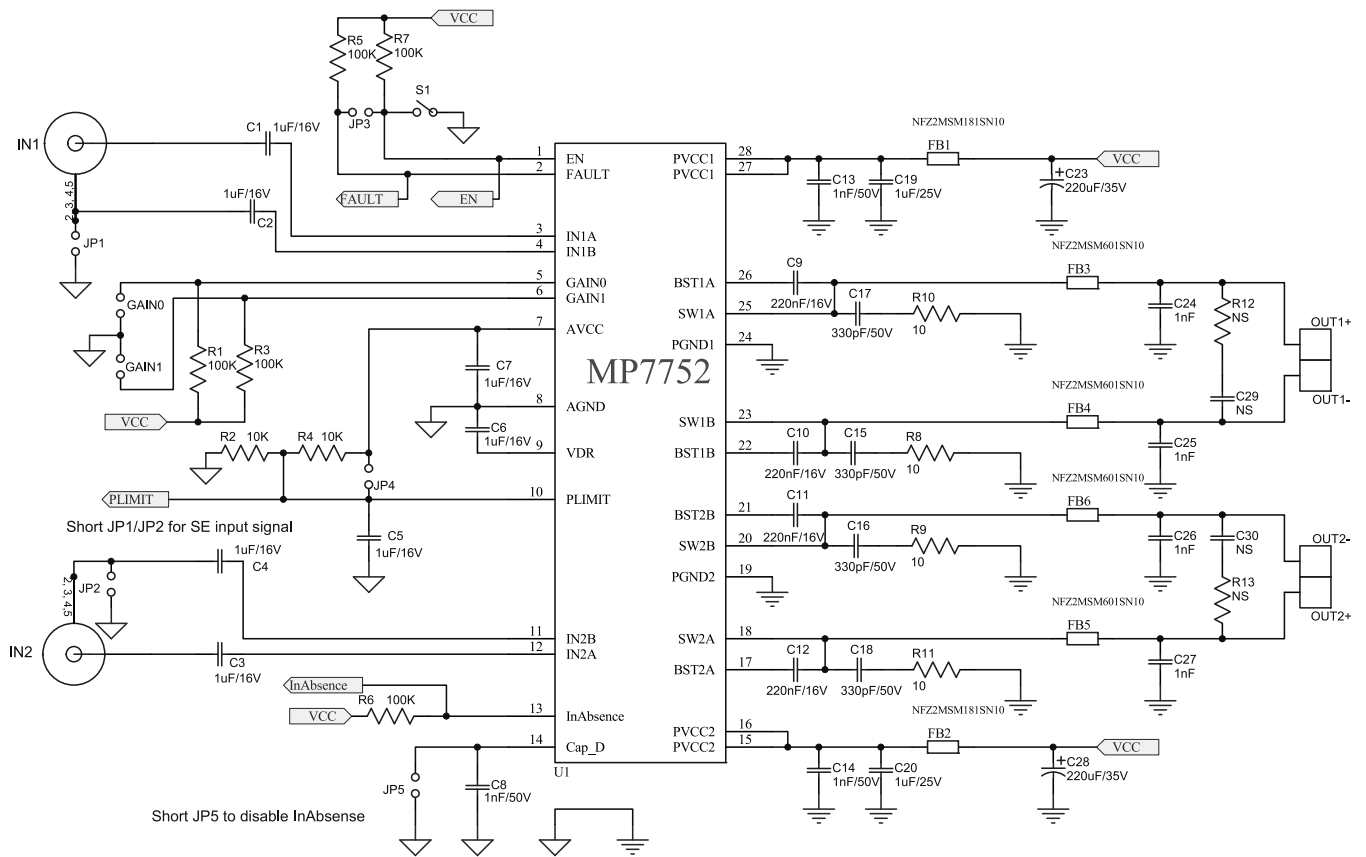 VCC
R5
100K
R7
100K
S1
JP3
NFZ2MSM181SN10
IN1
C1
1uF/16V
FB1
VCC
1
EN
2
FAULT
PVCC1
28
PVCC1
27
C13
1nF/50V
C19
1uF/25V
C23
220uF/35V
1uF/16V
C2
2, 3, 4,5
FAULT
EN
JP1
3
IN1A
4
IN1B
NFZ2MSM601SN10
5
GAIN0
6
GAIN1
BST1A
26
C9
220nF/16V
FB3
GAIN0
C17
330pF/50V
R10
10
C24
1nF
R12
NS
OUT1+
SW1A
25
7
AVCC
PGND1
24
R1
100K
R3
100K
GAIN1
C7
1uF/16V
MP7752
VCC
8
AGND
NFZ2MSM601SN10
C29
NS
OUT1-
R2
10K
R4
10K
C6
1uF/16V
SW1B
23
FB4
9
VDR
BST1B
22
C10
220nF/16V
C15
330pF/50V
R8
10
C25
1nF
JP4
NFZ2MSM601SN10
PLIMIT
10
PLIMIT
BST2B
21
C11
220nF/16V
FB6
Short JP1/JP2 for SE input signal
C5
1uF/16V
SW2B
20
C16
330pF/50V
R9
10
C26
1nF
C30
NS
OUT2-
1uF/16V
C4
2, 3, 4,5
JP2
PGND2
19
R13
NS
NFZ2MSM601SN10
OUT2+
11
IN2B
12
IN2A
SW2A
18
FB5
IN2
C3
1uF/16V
BST2A
17
C12
220nF/16V
C18
330pF/50V
R11
10
C27
1nF
InAbsence
R6
100K
VCC
13
InAbsence
NFZ2MSM181SN10
PVCC2
16
PVCC2
15
FB2
VCC
14
Cap_D
U1
C14
1nF/50V
C20
1uF/25V
C28
220uF/35V
JP5
C8
1nF/50V
Short JP5 to disable InAbsense